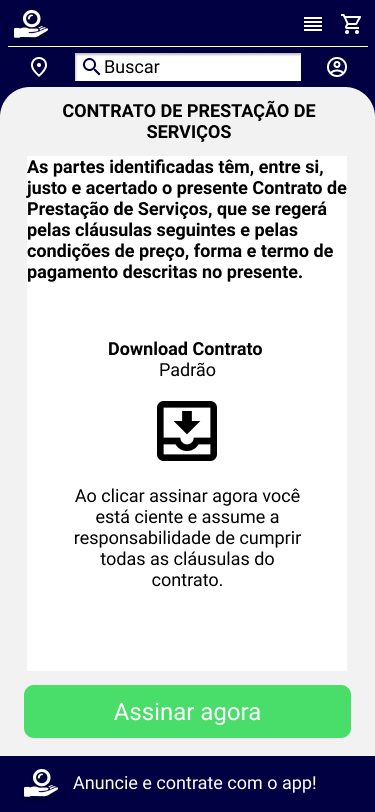 Buscar
CONTRATO DE PRESTAÇÃO DE
SERVIÇOS
As partes identificadas têm, entre si,
justo e acertado o presente Contrato de
Prestação de Serviços, que se regerá
pelas cláusulas seguintes e pelas
condições de preço, forma e termo de
pagamento descritas no presente.
Download Contrato
Padrão
Ao clicar assinar agora você
está ciente e assume a
responsabilidade de cumprir
todas as cláusulas do
contrato.
Assinar agora
Anuncie e contrate com o app!